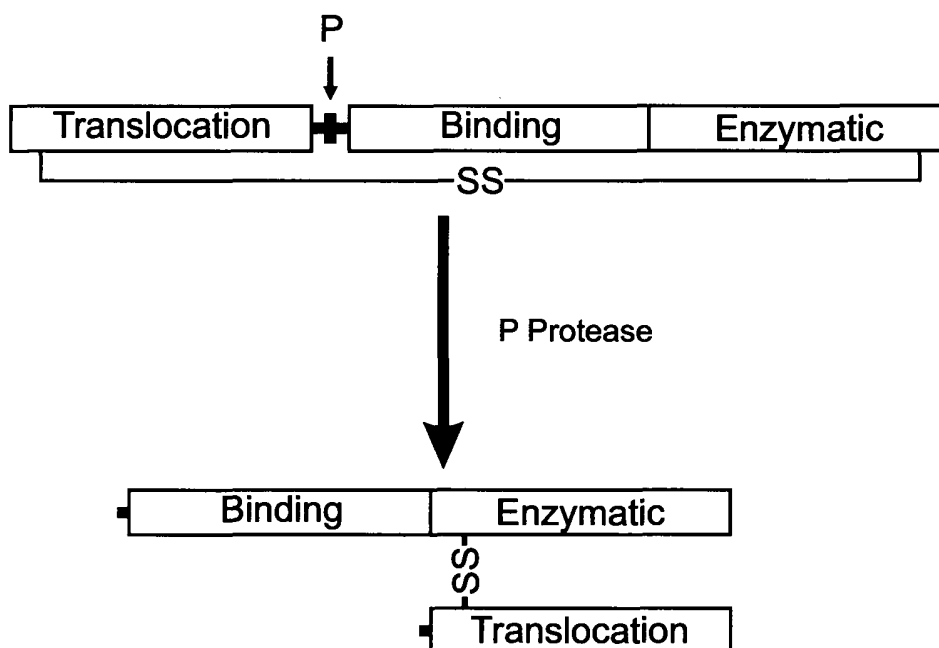 P
Translocation Binding Enzymatic
SS
P Protease
Binding Enzymatic
SS
Translocation